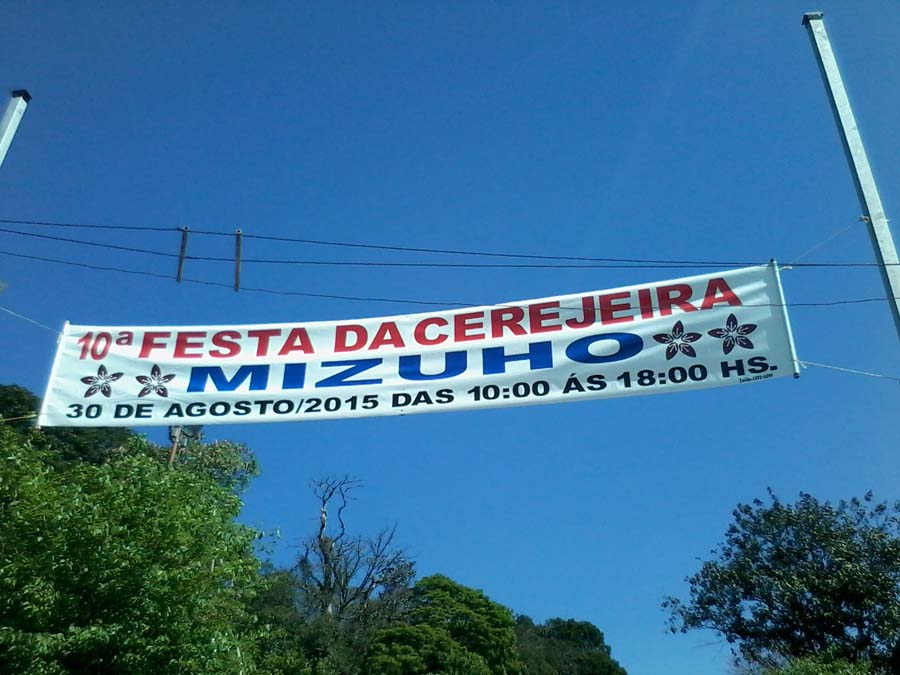 10ª FESTA DA CEREJEIRA
MIZUHO
30 DE AGOSTO/2015 DAS 10:00 ÁS 18:00 HS.